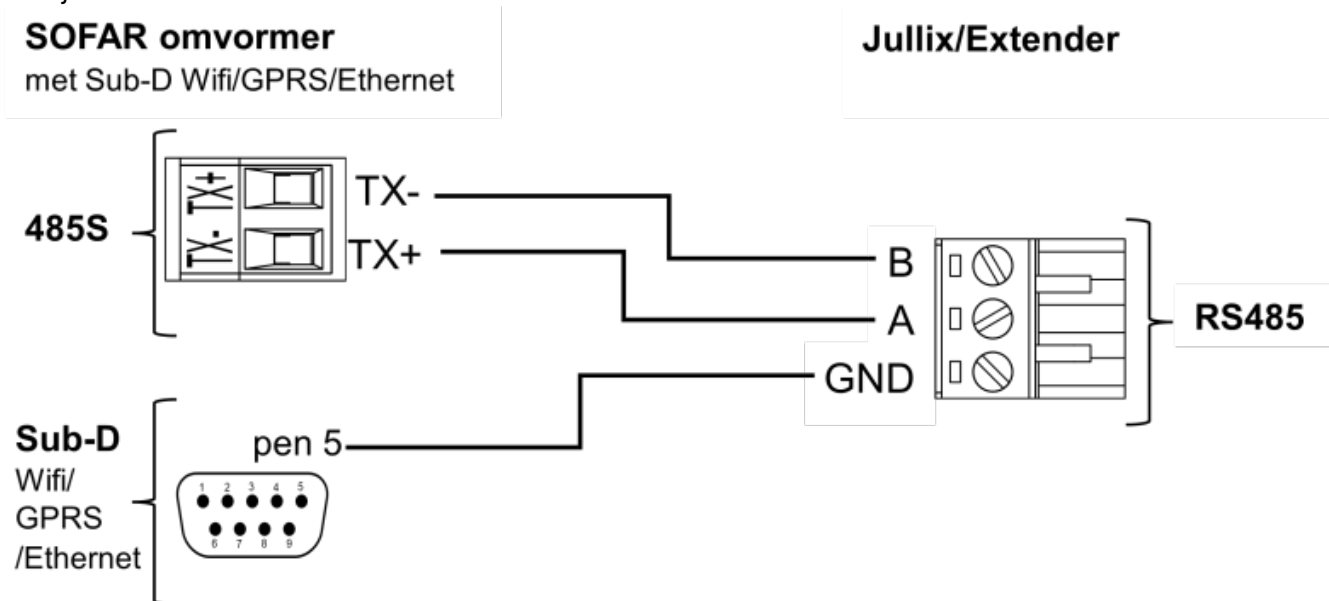 SOFAR omvormer
met Sub-D Wifi/GPRS/Ethernet
Jullix/Extender
485S
TX+
TX-
TX-
TX+
B
A
GND
RS485
Sub-D
Wifi/
GPRS
/Ethernet
pen 5
1 2 3 4 5
6 7 8 9